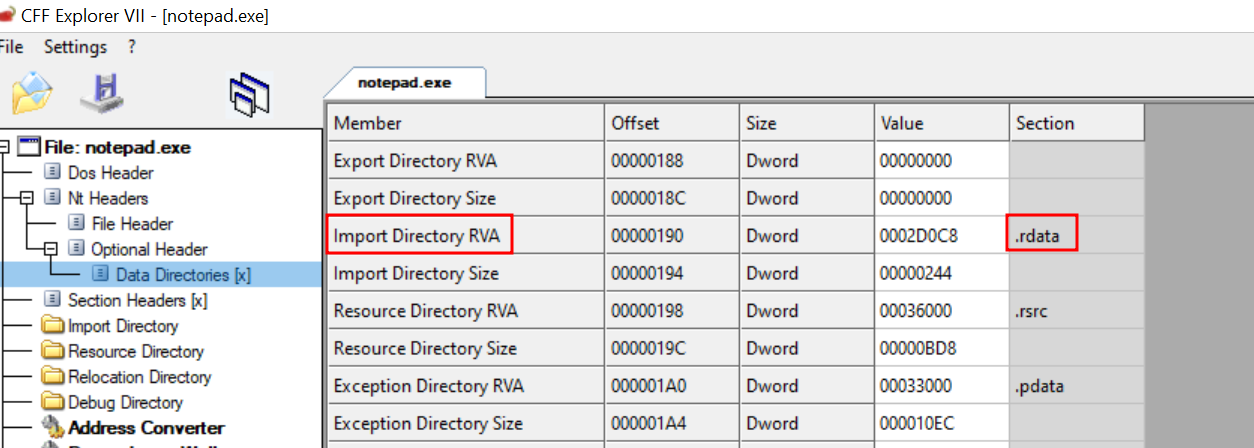 CFF Explorer VII - [notepad.exe]
File Settings ?
notepad.exe
File: notepad.exe
Dos Header
Nt Headers
File Header
Optional Header
Data Directories [x]
Section Headers [x]
Import Directory
Resource Directory
Relocation Directory
Debug Directory
Address Converter
Member Offset Size Value Section
Export Directory RVA 00000188 Dword 00000000
Export Directory Size 0000018C Dword 00000000
Import Directory RVA 00000190 Dword 0002D0C8 .rdata
Import Directory Size 00000194 Dword 00000244
Resource Directory RVA 00000198 Dword 00036000 .rsrc
Resource Directory Size 0000019C Dword 00000BD8
Exception Directory RVA 000001A0 Dword 00033000 .pdata
Exception Directory Size 000001A4 Dword 000010EC